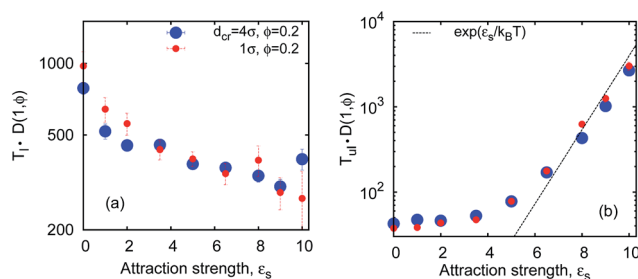 d_cr=4σ, ϕ=0.2
1σ, ϕ=0.2
1000
500
200
T_l • D(1,ϕ)
(a)
0 2 4 6 8 10
Attraction strength, ε_s
exp(ε_s/k_BT)
10^4
10^3
10^2
T_ul • D(1,ϕ)
(b)
0 2 4 6 8 10
Attraction strength, ε_s